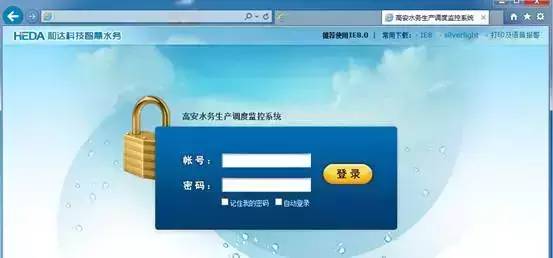 高安水务生产调度监控系统
HEDA 和达科技智慧水务
推荐使用IE8.0 | 常用下载: · IE8 · silverlight · 打印及语音报警
高安水务生产调度监控系统
帐号:
密码:
登录
记住我的密码 自动登录